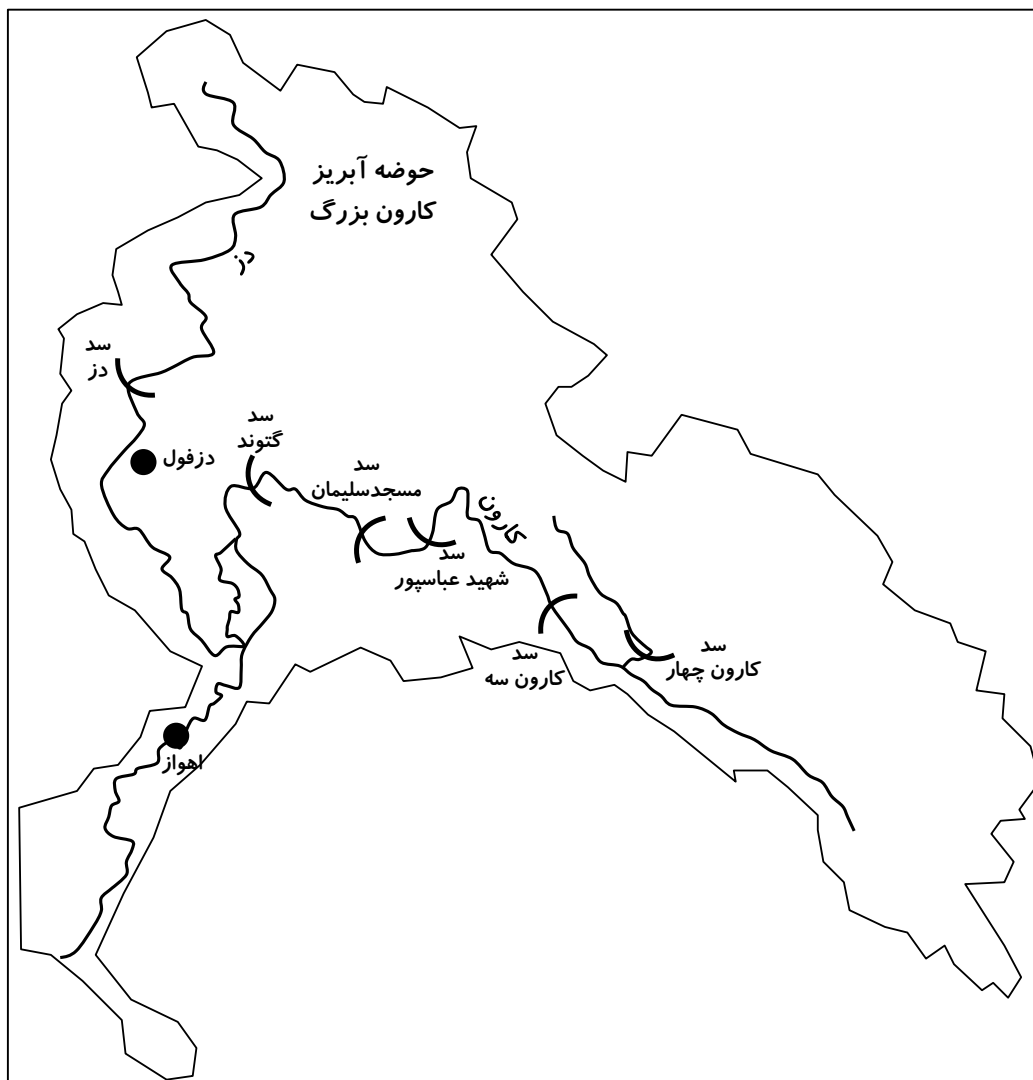 حوضه آبریز
کارون بزرگ
دز
سد
دز
سد
گتوند
دزفول
سد
مسجدسلیمان
کارون
سد
شهید عباسپور
سد
کارون سه
سد
کارون چهار
اهواز